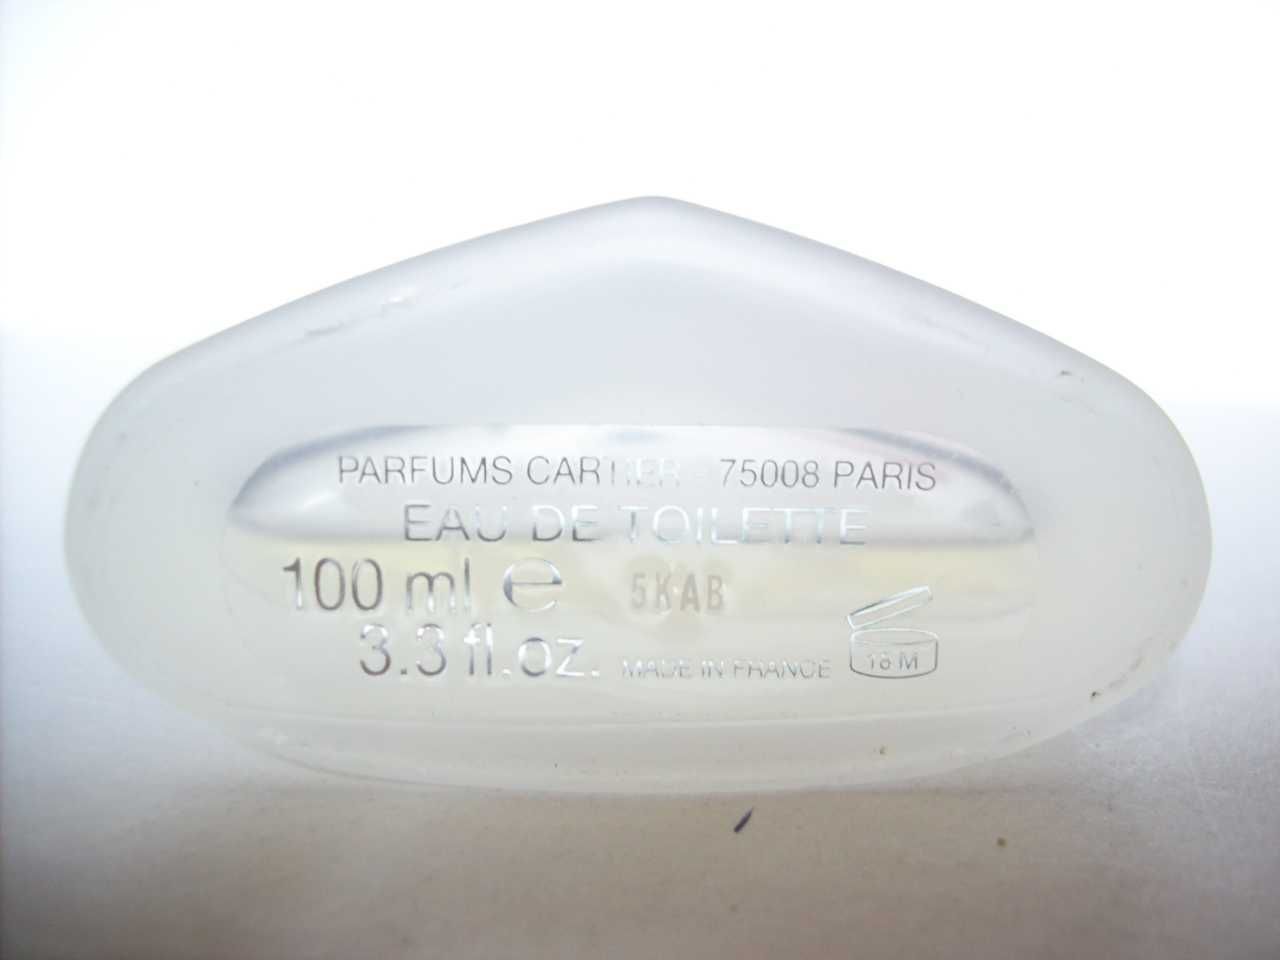 PARFUMS CARTIER - 75008 PARIS
EAU DE TOILETTE
100 ml e 5KAB
3.3 fl.oz. MADE IN FRANCE 18 M